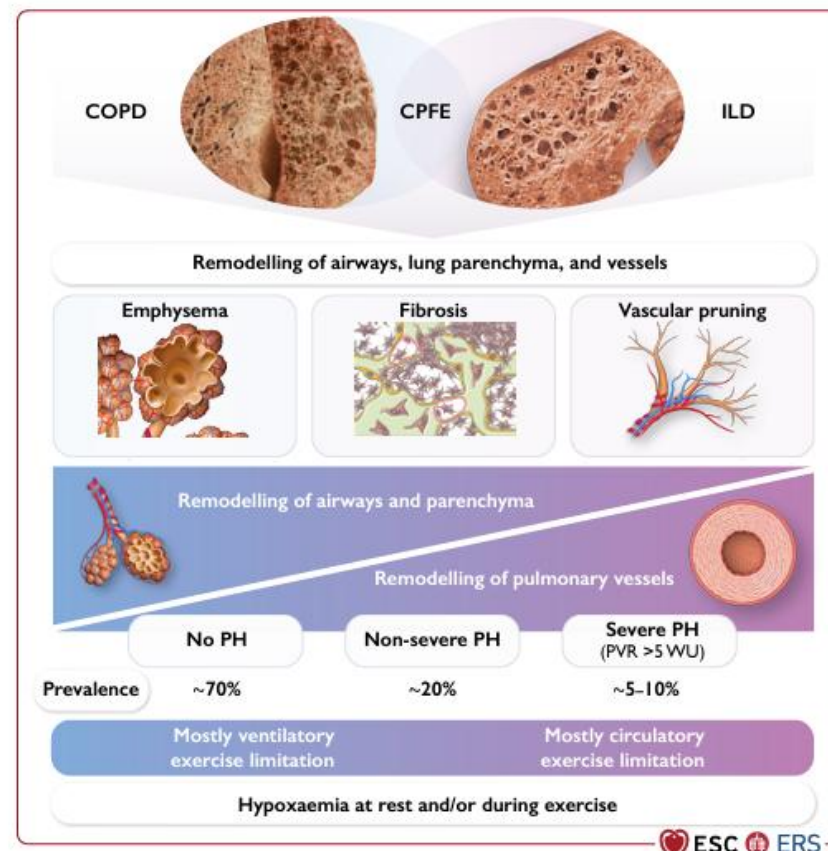 COPD
CPFE
ILD
Remodelling of airways, lung parenchyma, and vessels
Emphysema
Fibrosis
Vascular pruning
Remodelling of airways and parenchyma
Remodelling of pulmonary vessels
No PH
Non-severe PH
Severe PH
(PVR >5 WU)
Prevalence
~70%
~20%
~5–10%
Mostly ventilatory
exercise limitation
Mostly circulatory
exercise limitation
Hypoxaemia at rest and/or during exercise
ESC ERS